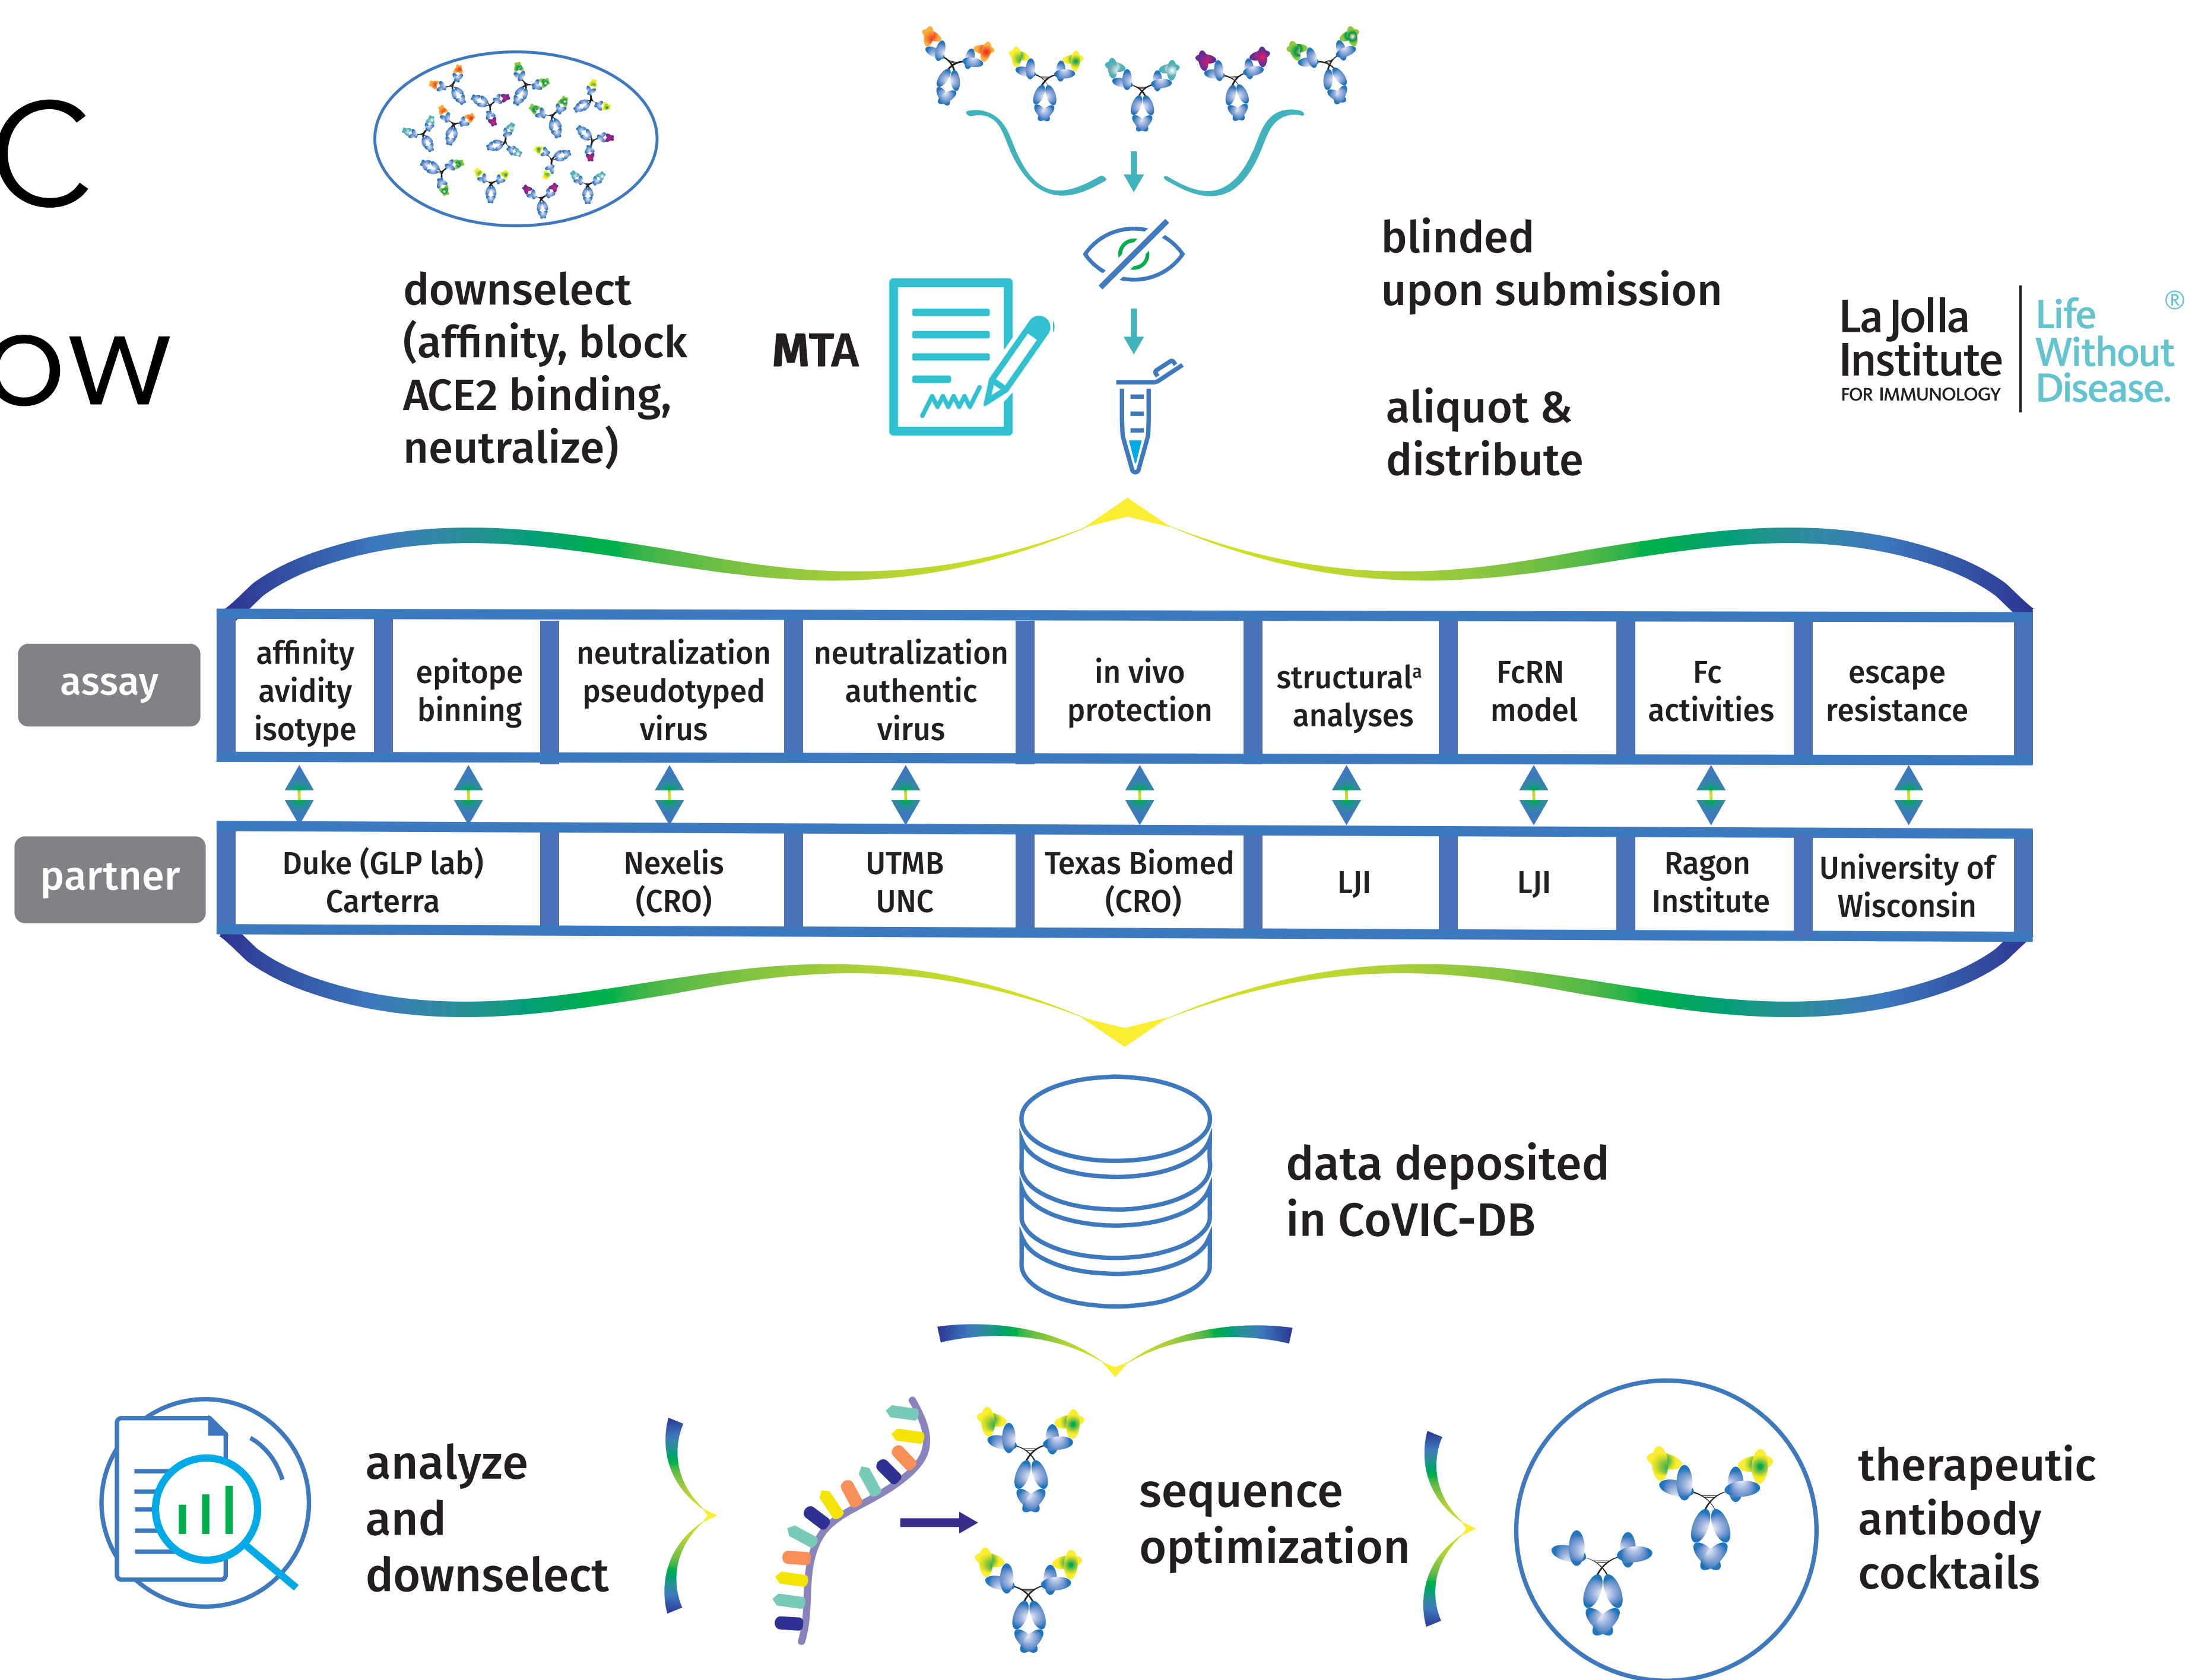 C
ow
downselect
(affinity, block
ACE2 binding,
neutralize)
MTA
blinded
upon submission
aliquot &
distribute
La Jolla
Institute
FOR IMMUNOLOGY
Life
Without
Disease.
®
assay
affinity
avidity
isotype
epitope
binning
neutralization
pseudotyped
virus
neutralization
authentic
virus
in vivo
protection
structuralᵃ
analyses
FcRN
model
Fc
activities
escape
resistance
partner
Duke (GLP lab)
Carterra
Nexelis
(CRO)
UTMB
UNC
Texas Biomed
(CRO)
LJI
LJI
Ragon
Institute
University of
Wisconsin
data deposited
in CoVIC-DB
analyze
and
downselect
sequence
optimization
therapeutic
antibody
cocktails